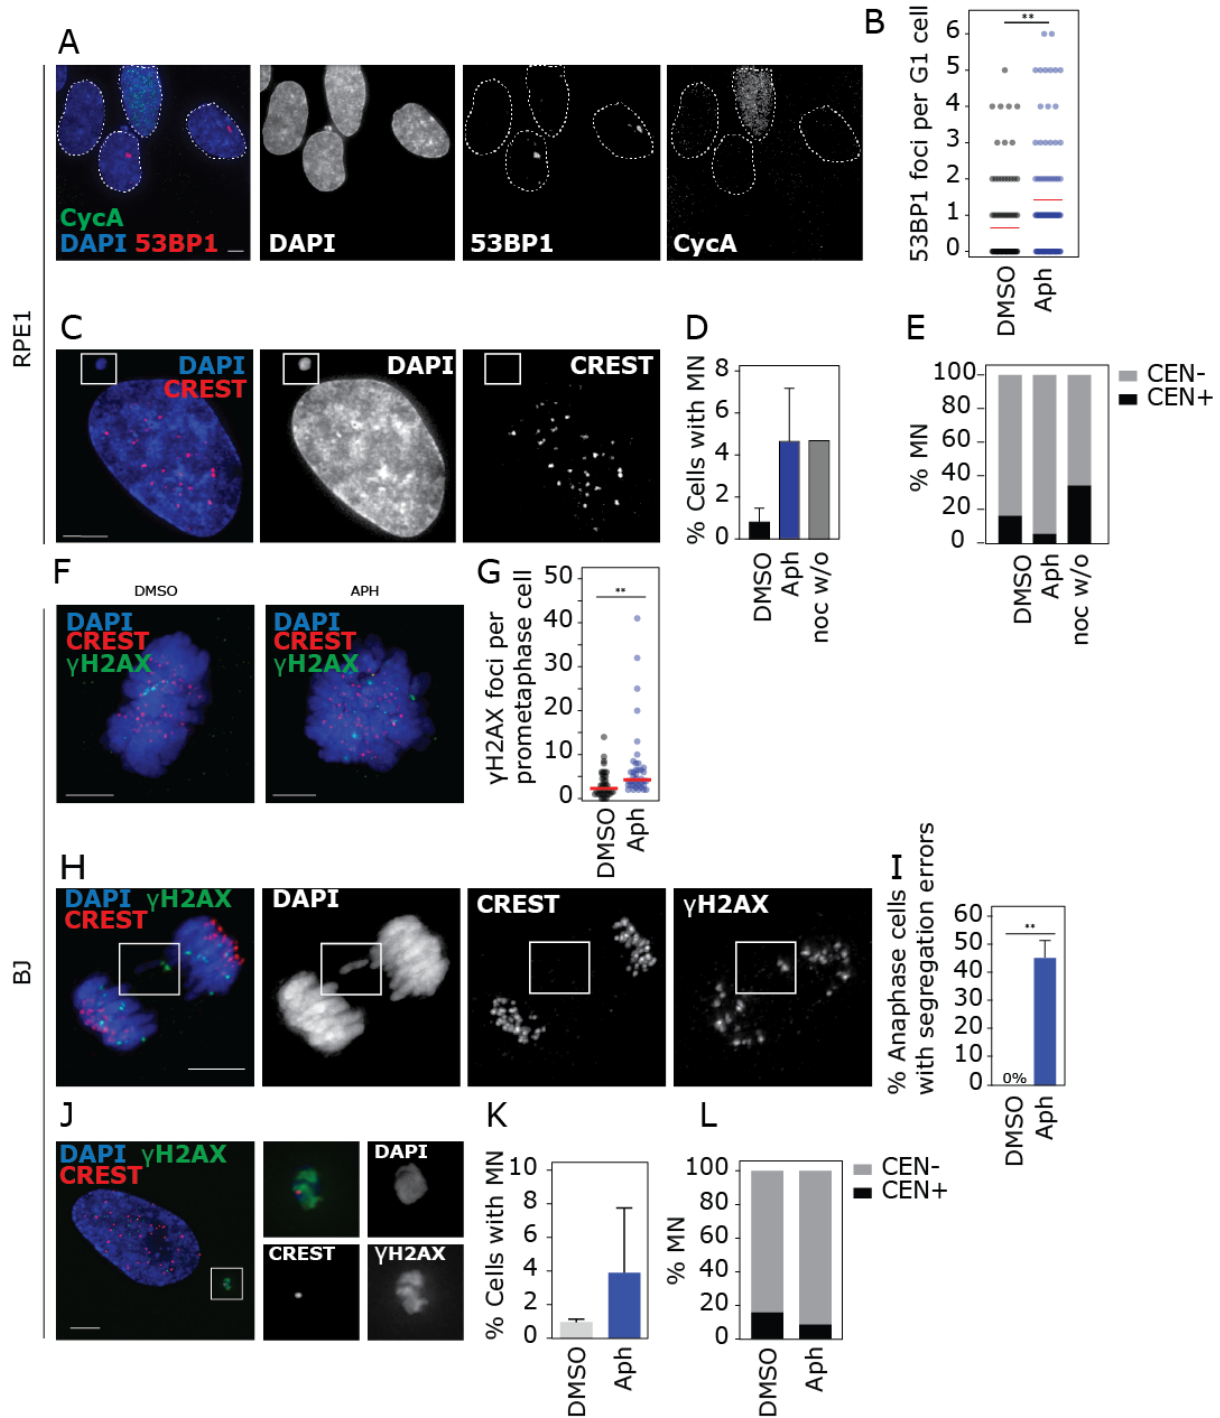 A
RPE1
CycA
DAPI 53BP1
DAPI
53BP1
CycA
B
53BP1 foci per G1 cell
6
5
4
3
2
1
0
**
DMSO
Aph
C
DAPI
CREST
DAPI
CREST
D
% Cells with MN
8
6
4
2
0
DMSO
Aph
noc w/o
E
% MN
100
80
60
40
20
0
DMSO
Aph
noc w/o
CEN-
CEN+
F
BJ
DMSO
DAPI
CREST
γH2AX
APH
DAPI
CREST
γH2AX
G
γH2AX foci per
prometaphase cell
50
40
30
20
10
0
**
DMSO
Aph
H
DAPI γH2AX
CREST
DAPI
CREST
γH2AX
I
% Anaphase cells
with segregation errors
60
50
45
40
30
20
10
0
**
0%
DMSO
Aph
J
DAPI γH2AX
CREST
DAPI
CREST
γH2AX
K
% Cells with MN
10
8
6
4
2
0
DMSO
Aph
L
% MN
100
80
60
40
20
0
DMSO
Aph
CEN-
CEN+